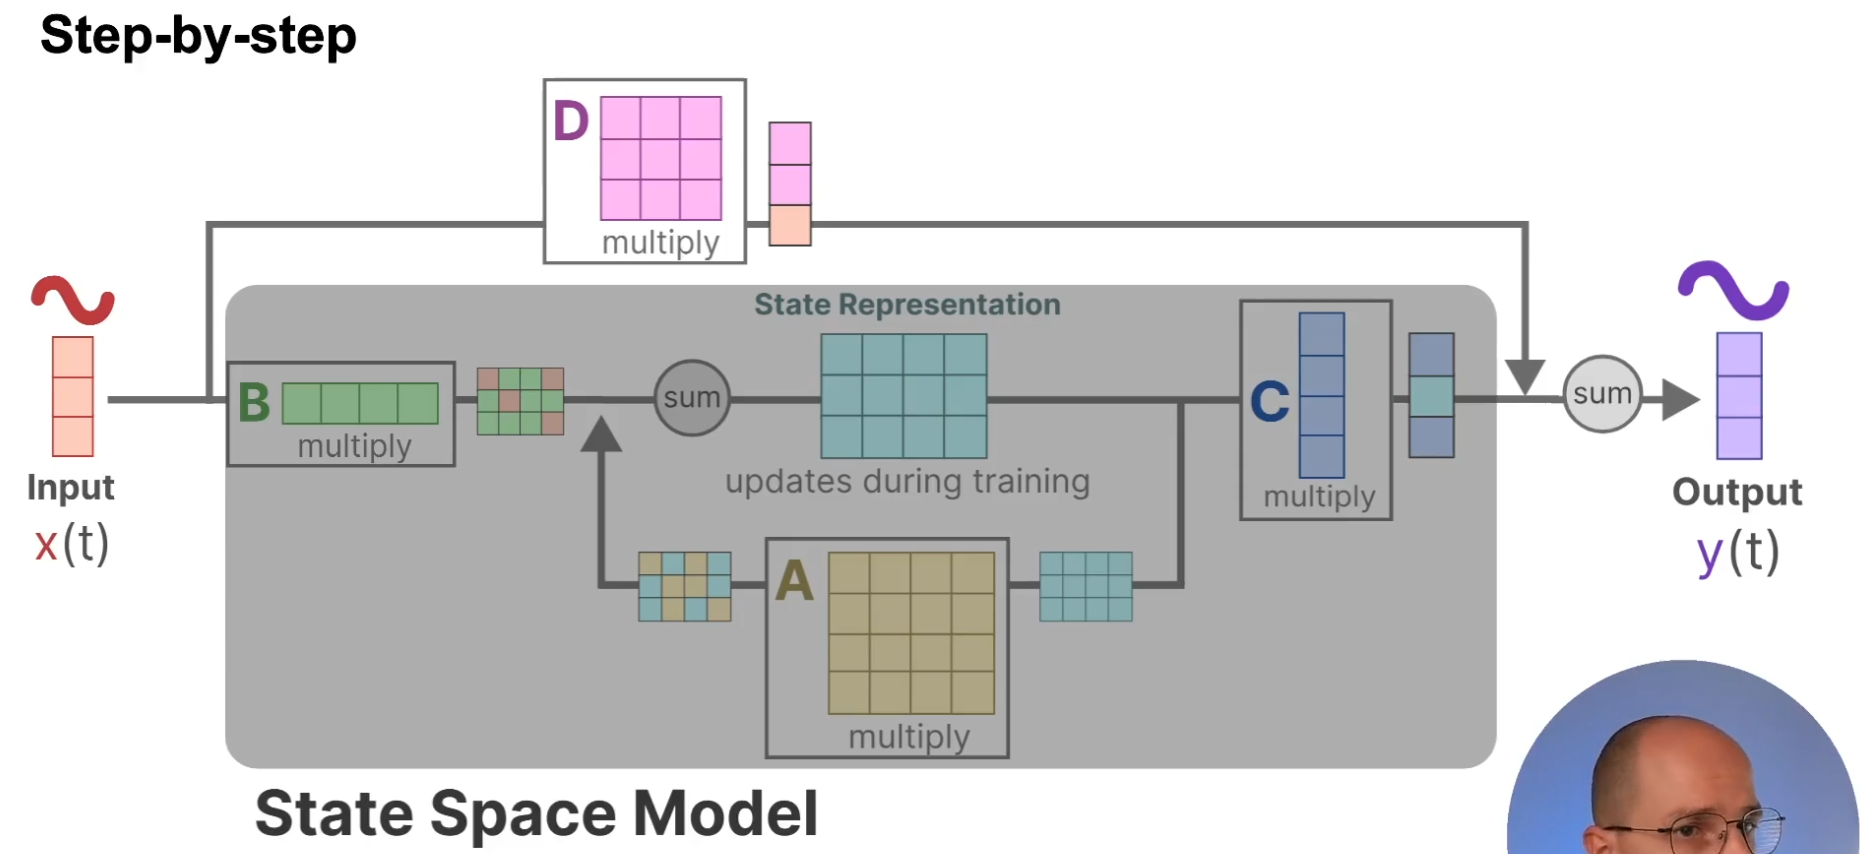 Step-by-step
D
multiply
State Representation
B
multiply
sum
updates during training
C
multiply
sum
Input
x(t)
Output
y(t)
A
multiply
State Space Model